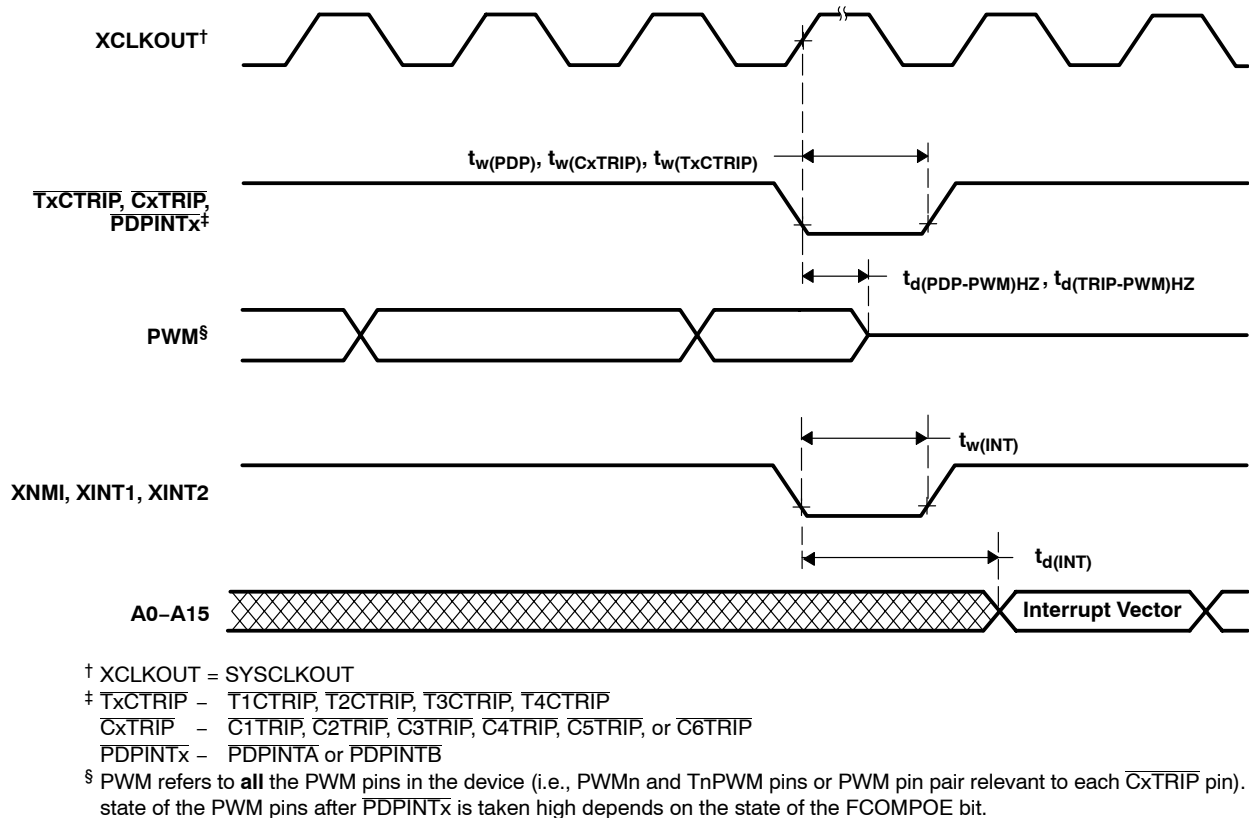 XCLKOUT†
tw(PDP), tw(CxTRIP), tw(TxCTRIP)
TxCTRIP, CxTRIP,
PDPINTx‡
td(PDP-PWM)HZ, td(TRIP-PWM)HZ
PWM§
tw(INT)
XNMI, XINT1, XINT2
td(INT)
A0−A15
Interrupt Vector
† XCLKOUT = SYSCLKOUT
‡ TxCTRIP − T1CTRIP, T2CTRIP, T3CTRIP, T4CTRIP
CxTRIP − C1TRIP, C2TRIP, C3TRIP, C4TRIP, C5TRIP, or C6TRIP
PDPINTx − PDPINTA or PDPINTB
§ PWM refers to all the PWM pins in the device (i.e., PWMn and TnPWM pins or PWM pin pair relevant to each CxTRIP pin).
state of the PWM pins after PDPINTx is taken high depends on the state of the FCOMPOE bit.